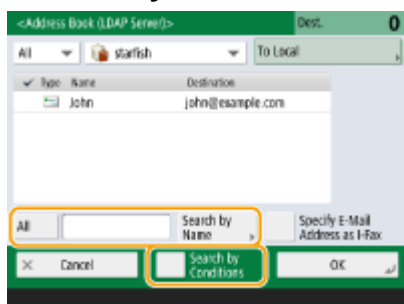 <Address Book (LDAP Server)>
Dest. 0
All starfish To Local
Type Name Destination
John john@example.com
All Search by Name Specify E-Mail Address as I-Fax
Cancel Search by Conditions OK